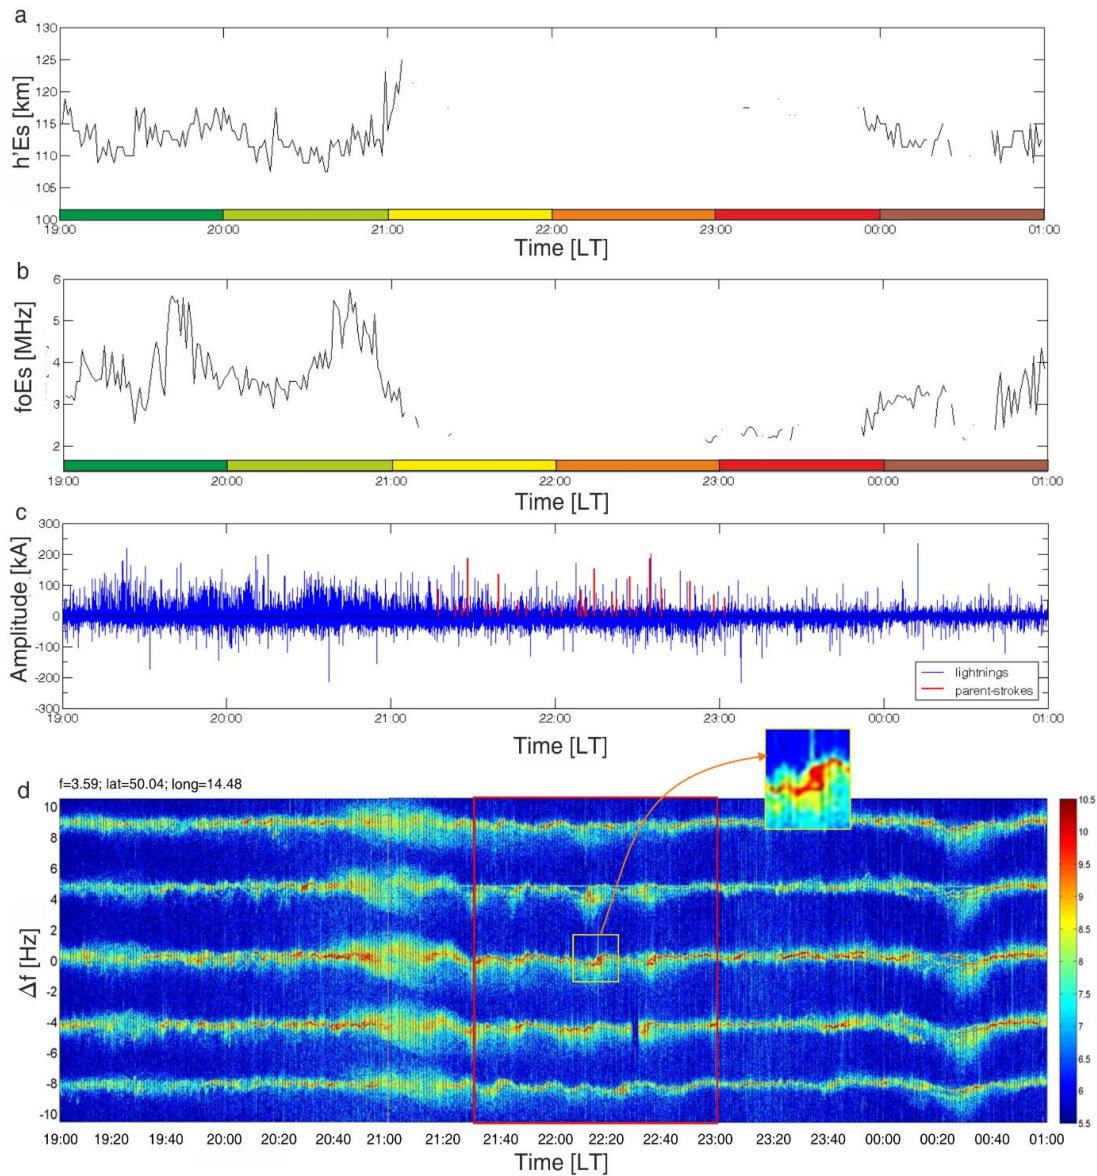 a
h'Es [km]
130
125
120
115
110
105
100
19:00 20:00 21:00 22:00 23:00 00:00 01:00
Time [LT]
b
foEs [MHz]
6
5
4
3
2
19:00 20:00 21:00 22:00 23:00 00:00 01:00
Time [LT]
c
Amplitude [kA]
300
200
100
0
-100
-200
-300
lightnings
parent-strokes
19:00 20:00 21:00 22:00 23:00 00:00 01:00
Time [LT]
f=3.59; lat=50.04; long=14.48
d
Δf [Hz]
10
8
6
4
2
0
-2
-4
-6
-8
-10
10.5
10
9.5
9
8.5
8
7.5
7
6.5
6
5.5
19:00 19:20 19:40 20:00 20:20 20:40 21:00 21:20 21:40 22:00 22:20 22:40 23:00 23:20 23:40 00:00 00:20 00:40 01:00
Time [LT]